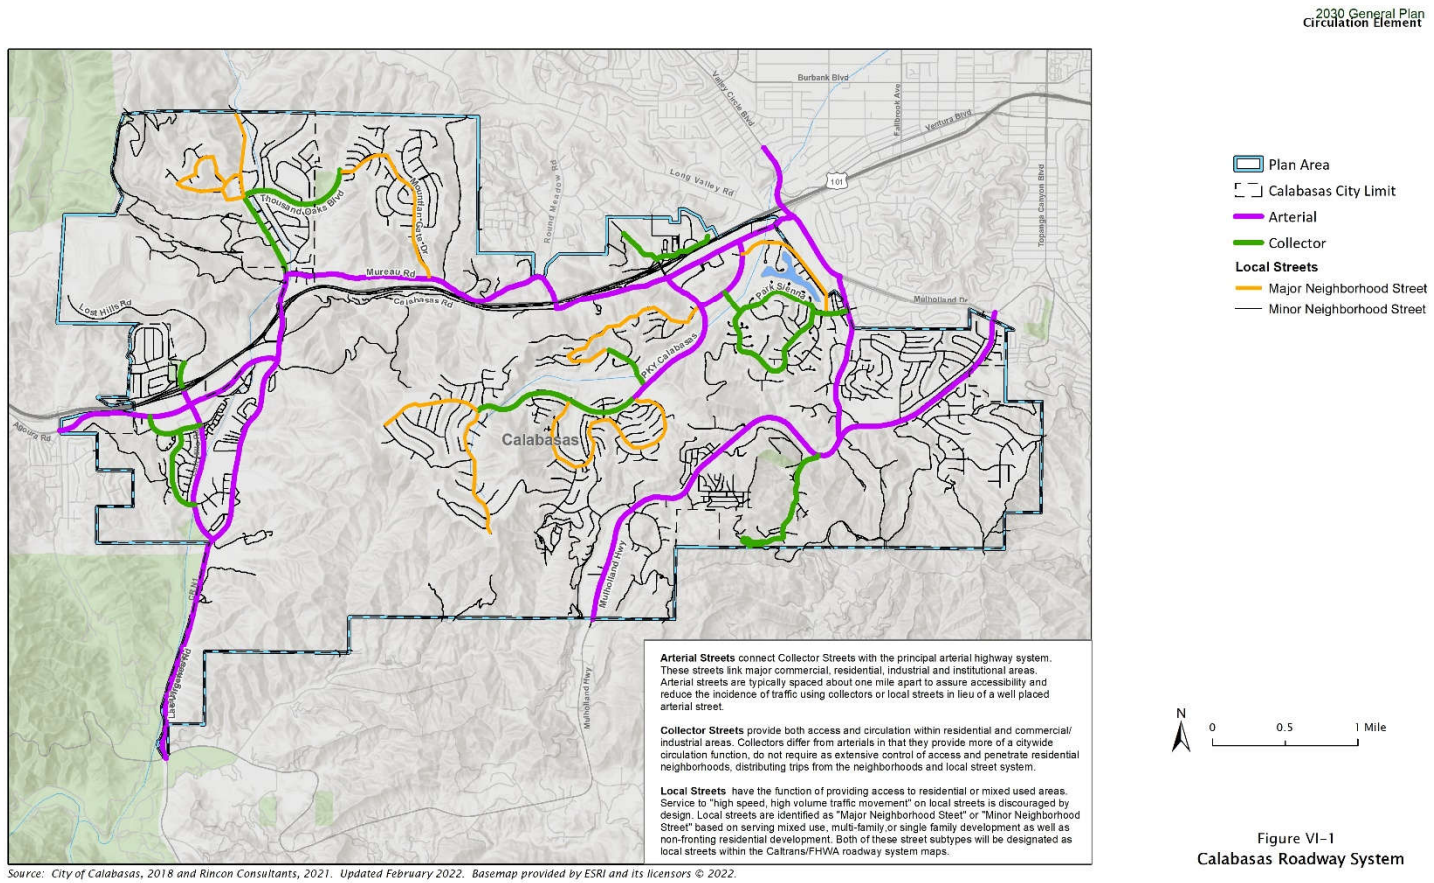 2030 General Plan
Circulation Element
Burbank Blvd
Valley Circle Blvd
Fallbrook Ave
Ventura Blvd
Topanga Canyon Blvd
Long Valley Rd
101
Round Meadow Rd
Plan Area
Calabasas City Limit
Arterial
Collector
Local Streets
Major Neighborhood Street
Minor Neighborhood Street
Thousand Oaks Blvd
Mountain Gate Dr
Mureau Rd
Calabasas Rd
Lost Hills Rd
Park Sienna
Mulholland Dr
PKY Calabasas
Agoura Rd
Calabasas
Mulholland Hwy
CR N1
Las Virgenes Rd
Mulholland Hwy
Arterial Streets connect Collector Streets with the principal arterial highway system.
These streets link major commercial, residential, industrial and institutional areas.
Arterial streets are typically spaced about one mile apart to assure accessibility and
reduce the incidence of traffic using collectors or local streets in lieu of a well placed
arterial street.
Collector Streets provide both access and circulation within residential and commercial/
industrial areas. Collectors differ from arterials in that they provide more of a citywide
circulation function, do not require as extensive control of access and penetrate residential
neighborhoods, distributing trips from the neighborhoods and local street system.
Local Streets have the function of providing access to residential or mixed used areas.
Service to "high speed, high volume traffic movement" on local streets is discouraged by
design. Local streets are identified as "Major Neighborhood Steet" or "Minor Neighborhood
Street" based on serving mixed use, multi-family,or single family development as well as
non-fronting residential development. Both of these street subtypes will be designated as
local streets within the Caltrans/FHWA roadway system maps.
N
0 0.5 1 Mile
Figure VI-1
Calabasas Roadway System
Source: City of Calabasas, 2018 and Rincon Consultants, 2021. Updated February 2022. Basemap provided by ESRI and its licensors © 2022.